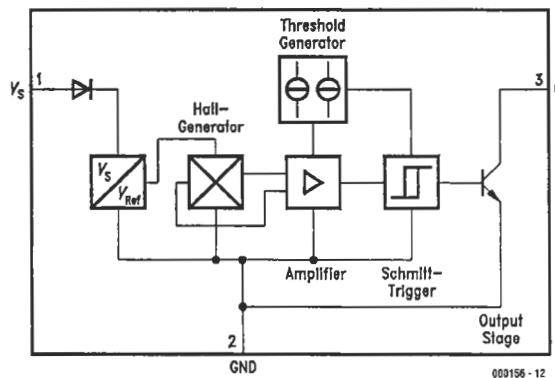 Threshold
Generator
1
3
VS
Hall-
Generator
VS
VRef
Amplifier
Schmitt-
Trigger
Output
Stage
2
GND
000156 - 12